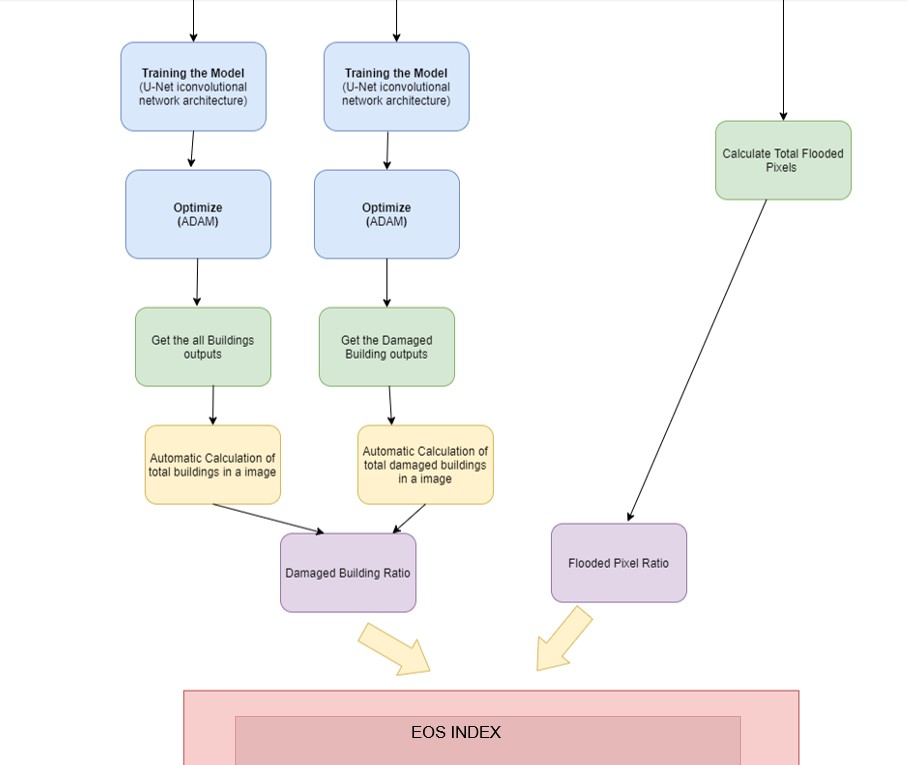 Training the Model
(U-Net iconvolutional
network architecture)
Training the Model
(U-Net iconvolutional
network architecture)
Calculate Total Flooded
Pixels
Optimize
(ADAM)
Optimize
(ADAM)
Get the all Buildings
outputs
Get the Damaged
Building outputs
Automatic Calculation of
total buildings in a image
Automatic Calculation of
total damaged buildings
in a image
Damaged Building Ratio
Flooded Pixel Ratio
EOS INDEX